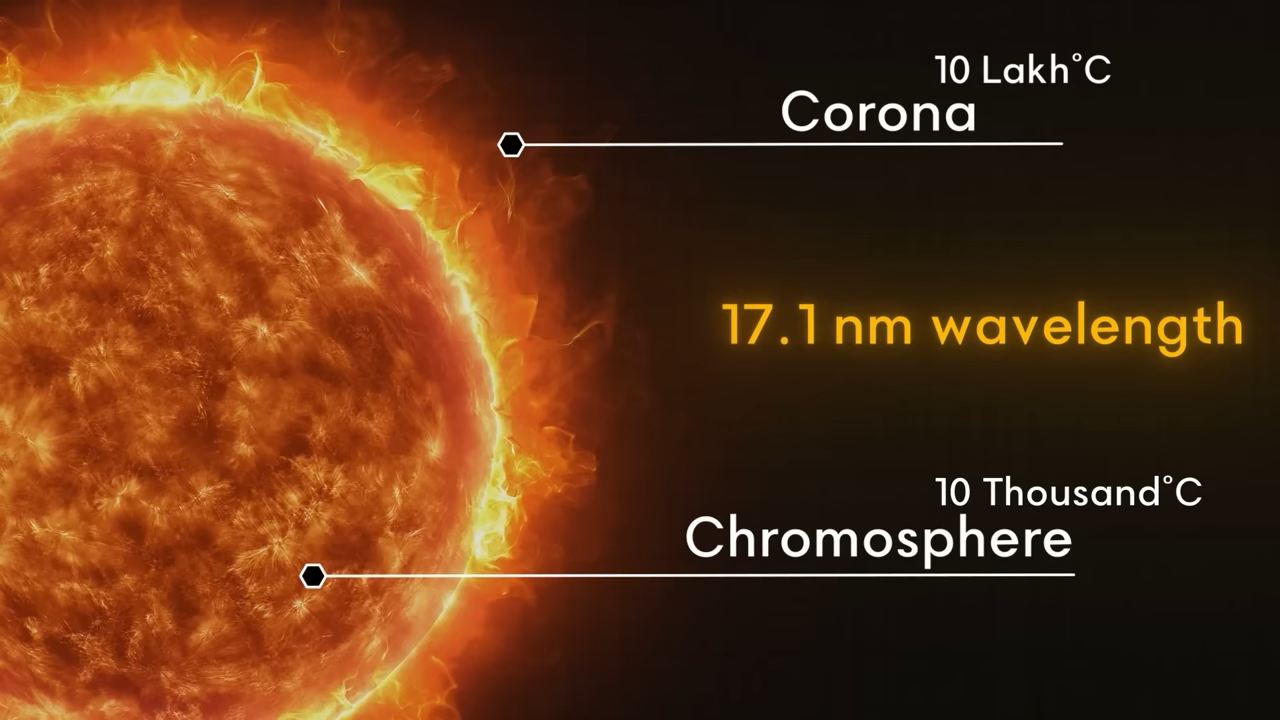 10 Lakh°C
Corona
17.1 nm wavelength
10 Thousand°C
Chromosphere